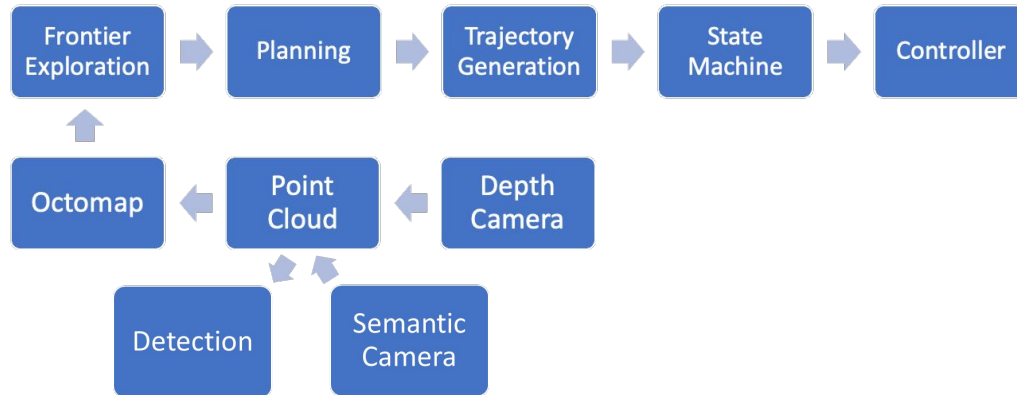 Frontier
Exploration
Planning
Trajectory
Generation
State
Machine
Controller
Octomap
Point
Cloud
Depth
Camera
Detection
Semantic
Camera